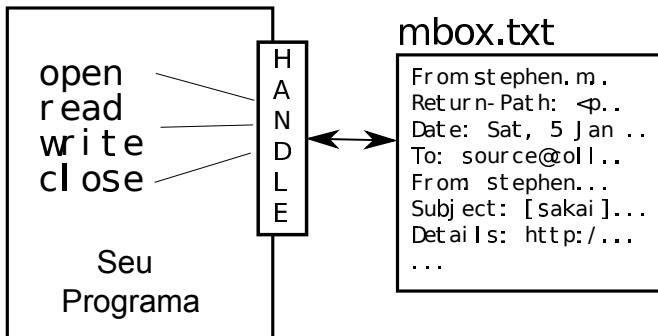 open
read
write
close
Seu
Programa
H
A
N
D
L
E
mbox.txt
From stephen.m..
Return-Path: <p..
Date: Sat, 5 Jan ..
To: source@coll..
From: stephen...
Subject: [sakai]...
Details: http:/...
...